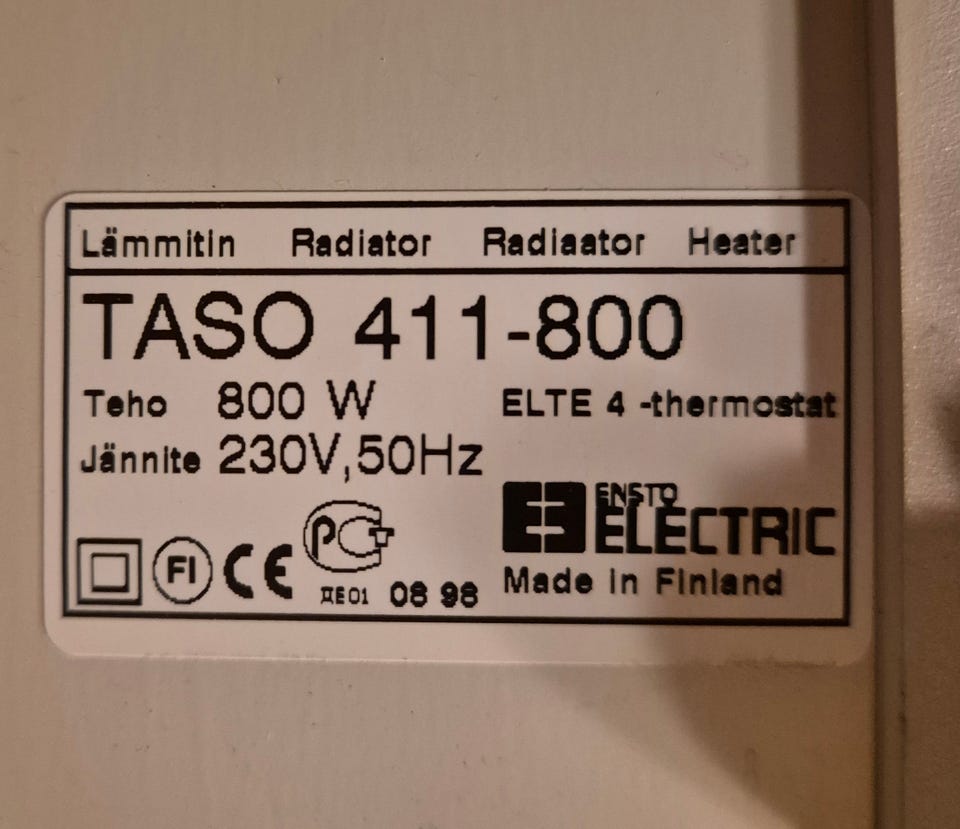 Lämmitin Radiator Radiaator Heater
TASO 411-800
Teho 800 W ELTE 4 -thermostat
Jännite 230V,50Hz
ENSTO
ELECTRIC
FI CE РСТ ДЕ01 08 98 Made in Finland